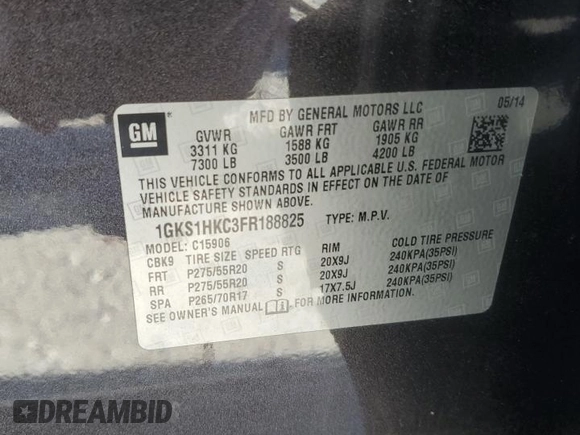 MFD BY GENERAL MOTORS LLC 05/14
GM
GVWR GAWR FRT GAWR RR
3311 KG 1588 KG 1905 KG
7300 LB 3500 LB 4200 LB
THIS VEHICLE CONFORMS TO ALL APPLICABLE U.S. FEDERAL MOTOR
VEHICLE SAFETY STANDARDS IN EFFECT ON THE DATE OF
MANUFACTURE SHOWN ABOVE.
1GKS1HKC3FR188825 TYPE: M.P.V.
MODEL: C15906
CBK9 TIRE SIZE SPEED RTG RIM COLD TIRE PRESSURE
FRT P275/55R20 S 20X9J 240KPA(35PSI)
RR P275/55R20 S 20X9J 240KPA(35PSI)
SPA P265/70R17 S 17X7.5J 240KPA(35PSI)
SEE OWNER'S MANUAL FOR MORE INFORMATION.
DREAMBID